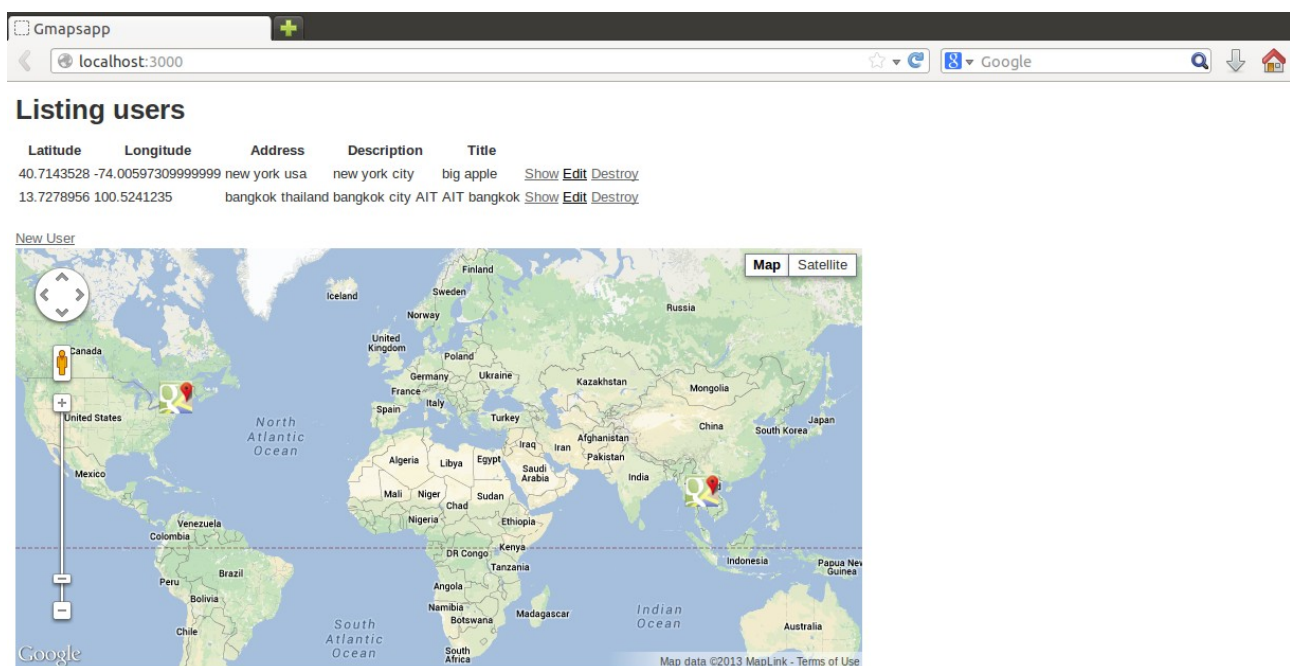 Gmapsapp
localhost:3000
Google
Listing users
Latitude Longitude Address Description Title
40.7143528 -74.00597309999999 new york usa new york city big apple Show Edit Destroy
13.7278956 100.5241235 bangkok thailand bangkok city AIT AIT bangkok Show Edit Destroy
New User
Map Satellite
Finland
Iceland
Sweden
Russia
Norway
United
Kingdom
Canada
Poland
Germany
Ukraine
Kazakhstan
Mongolia
France
Italy
Spain
United States
North
Atlantic
Ocean
Turkey
China
Japan
South Korea
Iraq
Iran
Afghanistan
Pakistan
Algeria
Libya
Egypt
Saudi
Arabia
India
Mexico
Mali
Niger
Chad
Sudan
Nigeria
Ethiopia
Venezuela
Colombia
DR Congo
Kenya
Tanzania
Indonesia
Papua New
Guinea
Peru
Brazil
Bolivia
Angola
Namibia
Botswana
Madagascar
Indian
Ocean
Australia
Chile
South
Atlantic
Ocean
South
Africa
Google
Map data ©2013 MapLink - Terms of Use